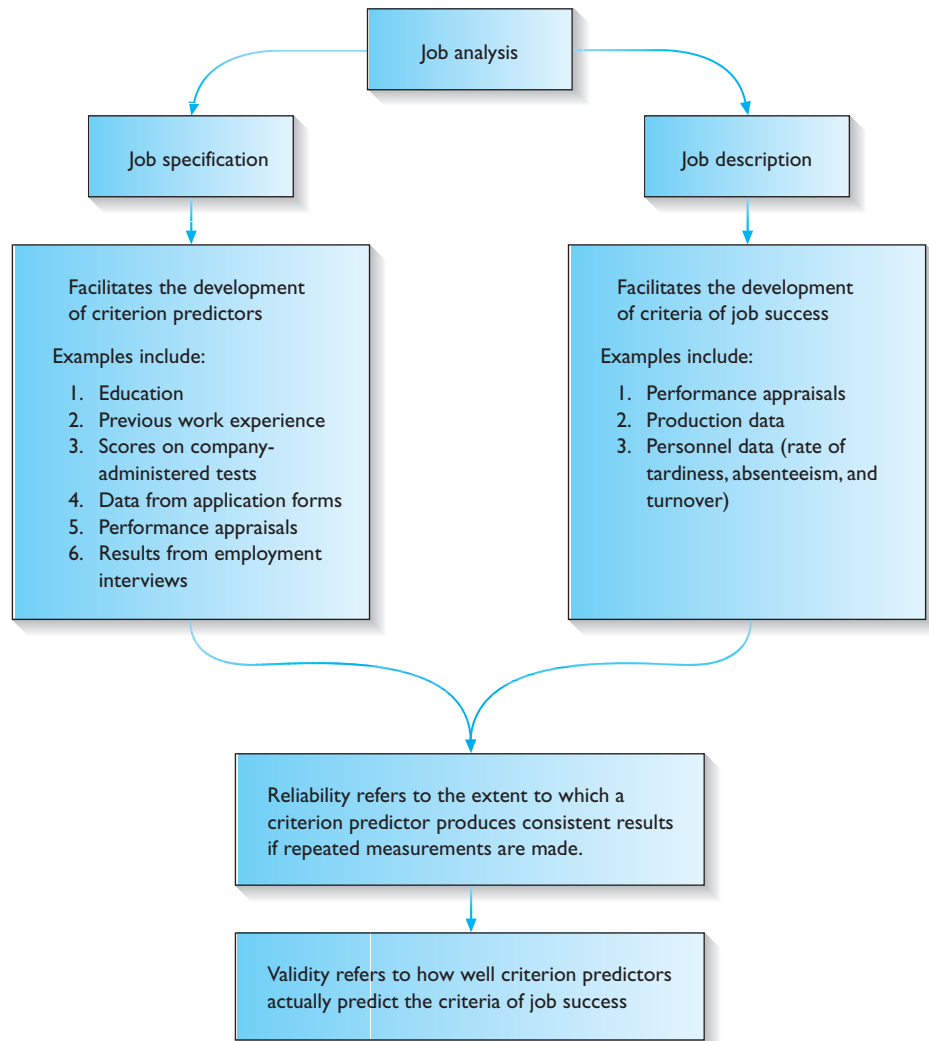 Job analysis
Job specification
Job description
Facilitates the development
of criterion predictors
Examples include:
1. Education
2. Previous work experience
3. Scores on company-
administered tests
4. Data from application forms
5. Performance appraisals
6. Results from employment
interviews
Facilitates the development
of criteria of job success
Examples include:
1. Performance appraisals
2. Production data
3. Personnel data (rate of
tardiness, absenteeism, and
turnover)
Reliability refers to the extent to which a
criterion predictor produces consistent results
if repeated measurements are made.
Validity refers to how well criterion predictors
actually predict the criteria of job success